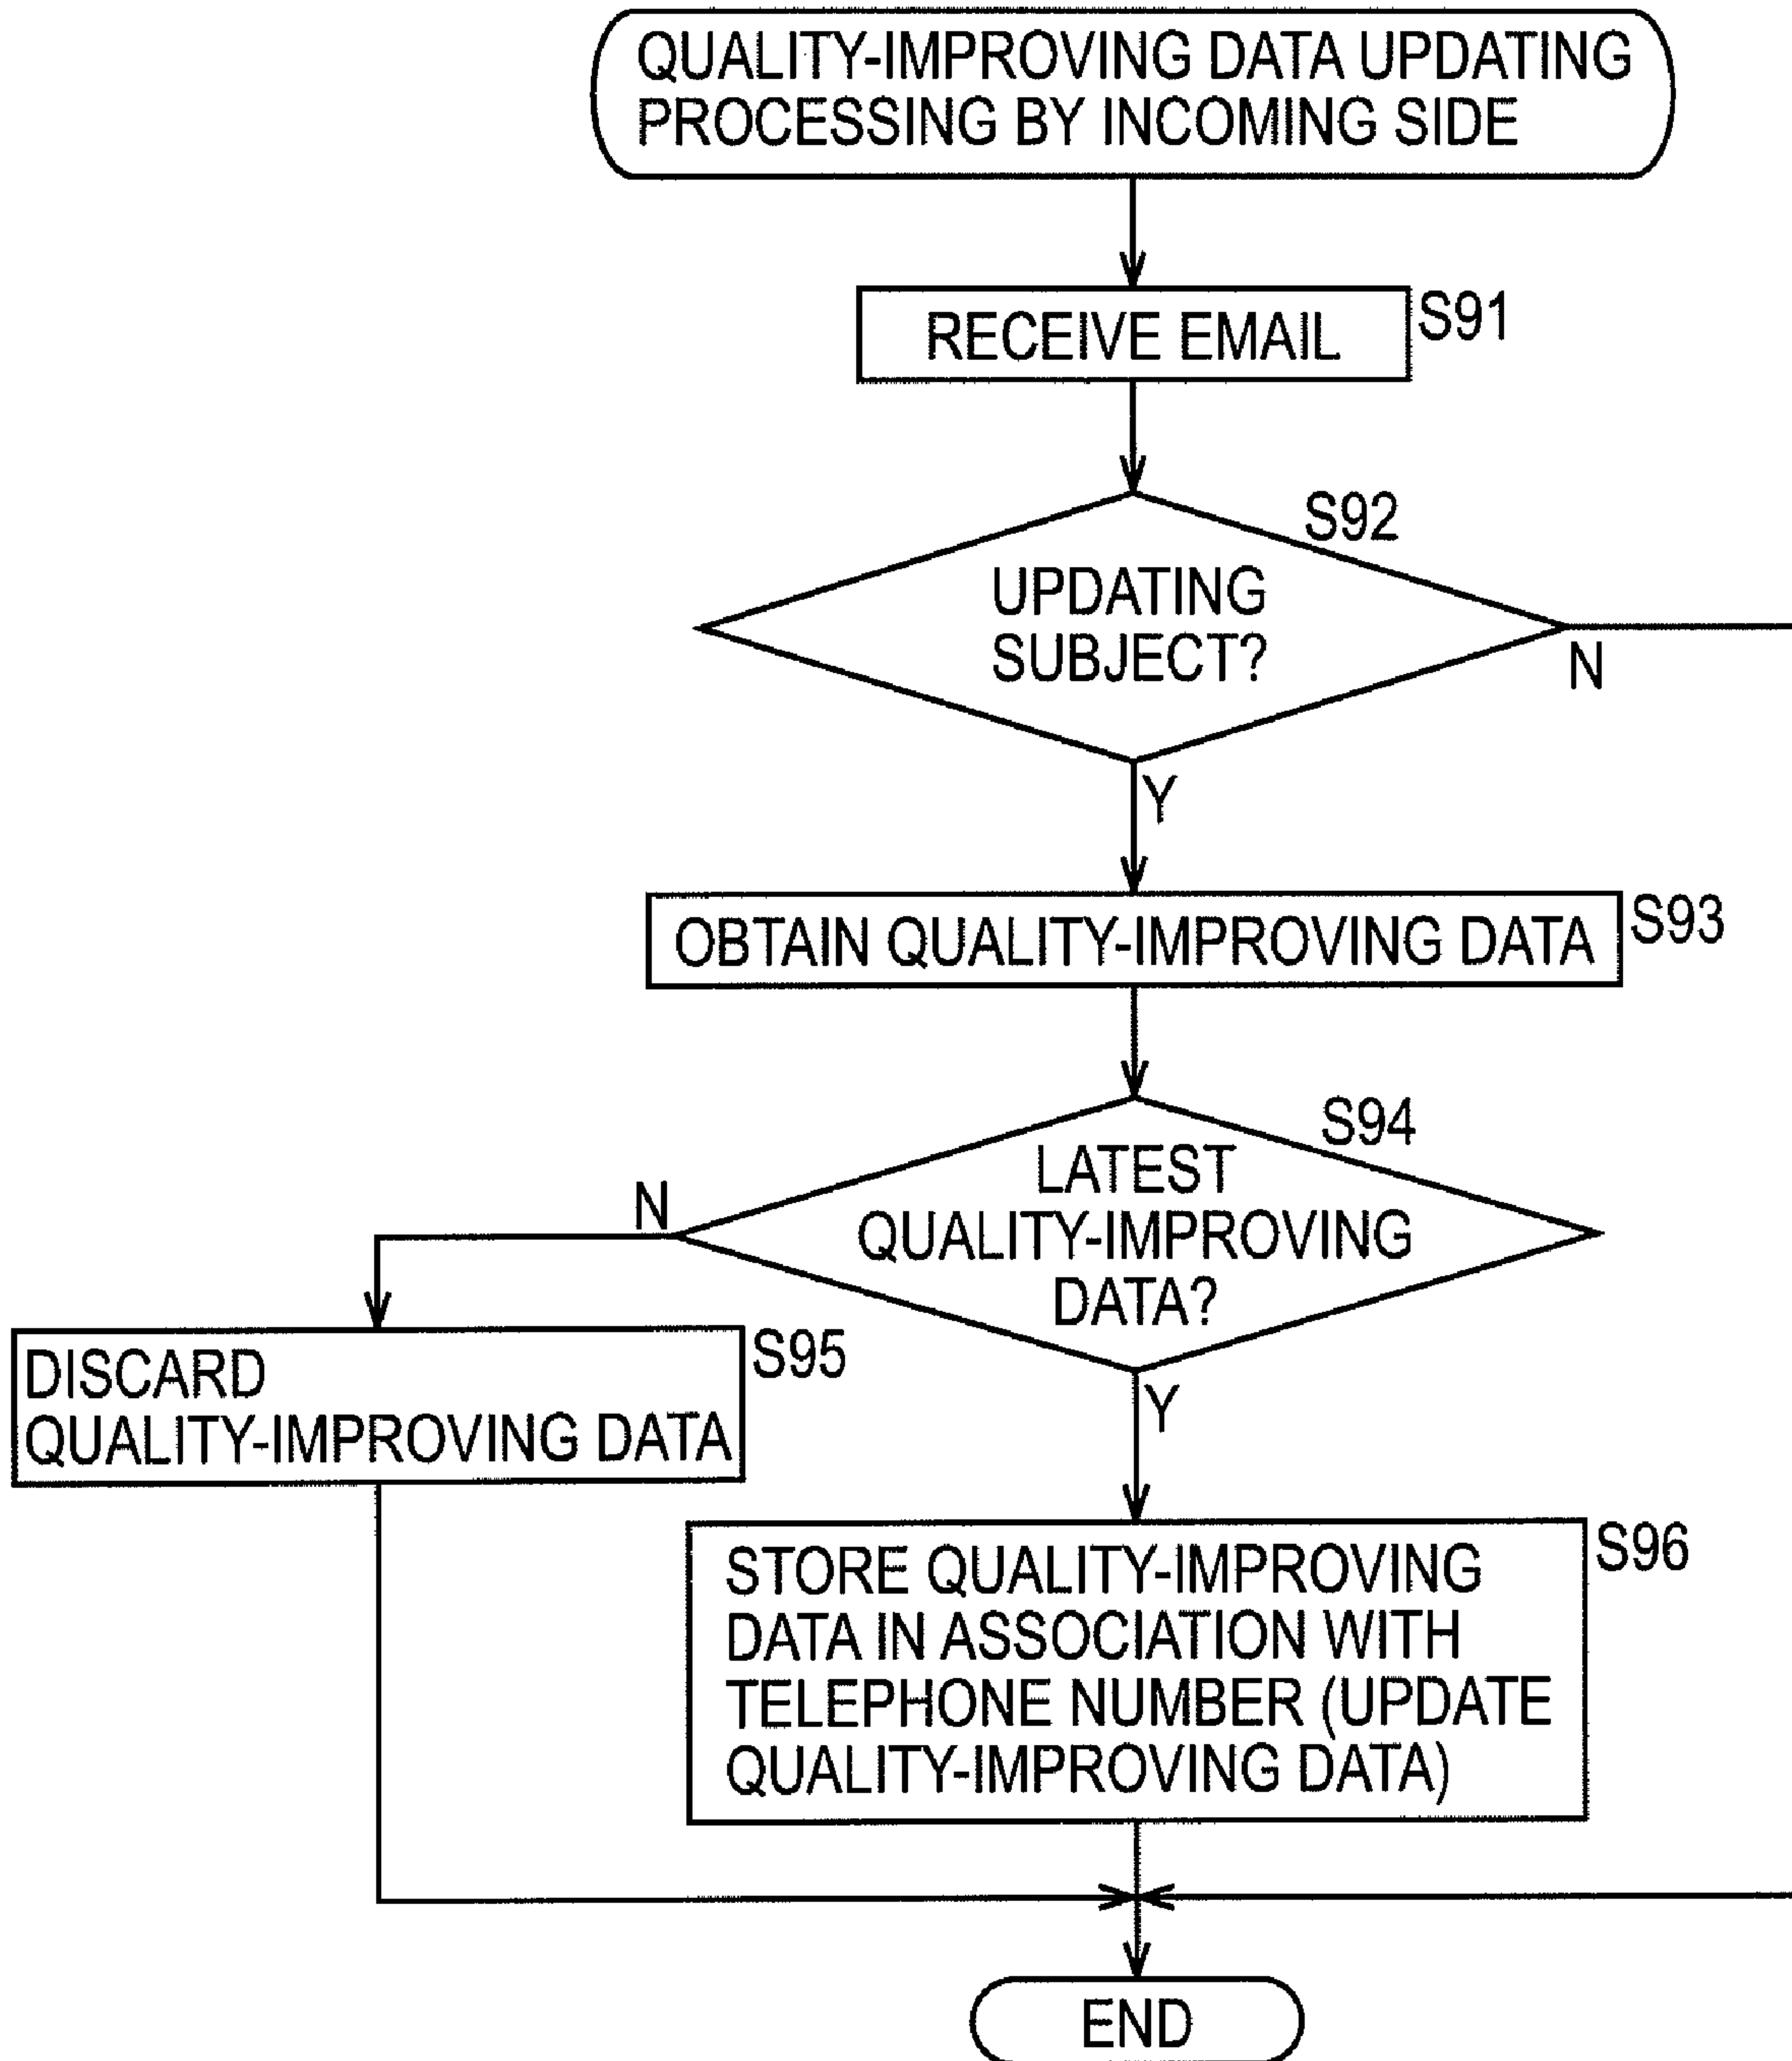 QUALITY-IMPROVING DATA UPDATING
PROCESSING BY INCOMING SIDE
RECEIVE EMAIL
S91
S92
UPDATING
SUBJECT?
N
Y
OBTAIN QUALITY-IMPROVING DATA
S93
S94
LATEST
QUALITY-IMPROVING
DATA?
N
Y
DISCARD
QUALITY-IMPROVING DATA
S95
STORE QUALITY-IMPROVING
DATA IN ASSOCIATION WITH
TELEPHONE NUMBER (UPDATE
QUALITY-IMPROVING DATA)
S96
END